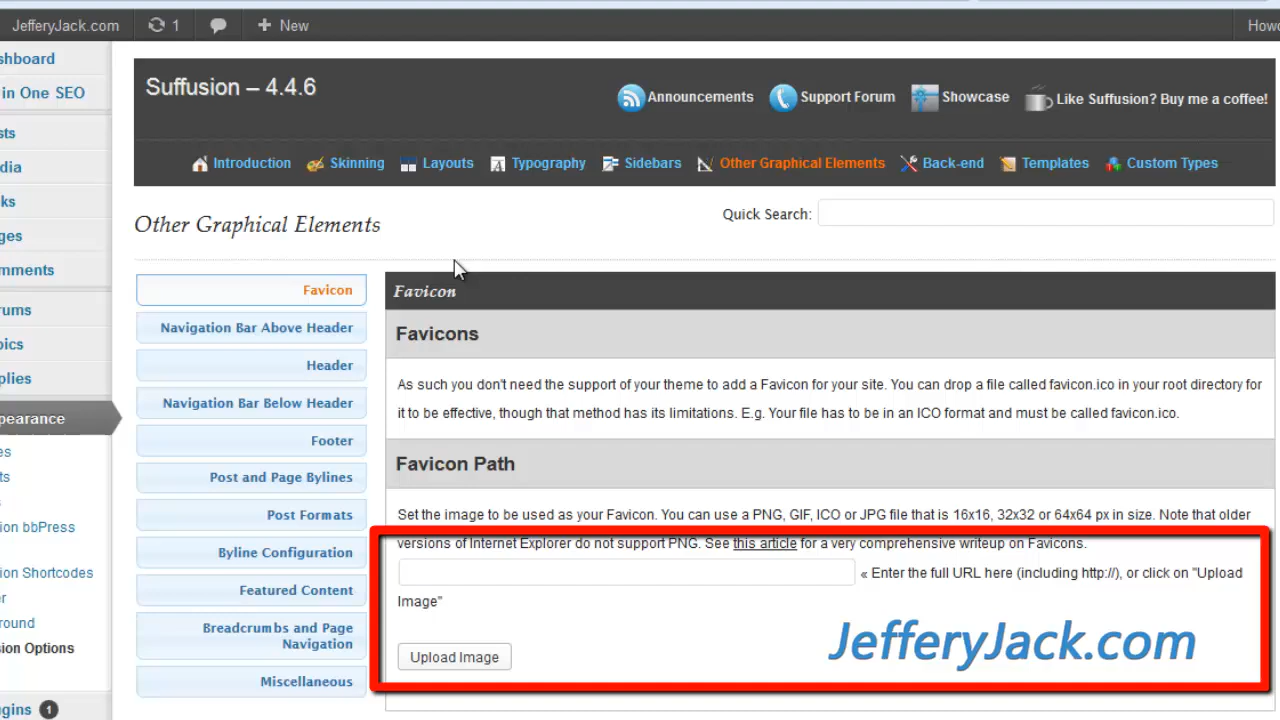 JefferyJack.com 1 + New Howd
shboard
in One SEO
sts
dia
ks
ges
mments
rums
pics
plies
pearance
es
ts
s
ion bbPress
ion Shortcodes
er
round
sion Options
ugins 1
Suffusion – 4.4.6
Announcements Support Forum Showcase Like Suffusion? Buy me a coffee!
Introduction Skinning Layouts Typography Sidebars Other Graphical Elements Back-end Templates Custom Types
Other Graphical Elements Quick Search:
Favicon
Navigation Bar Above Header
Header
Navigation Bar Below Header
Footer
Post and Page Bylines
Post Formats
Byline Configuration
Featured Content
Breadcrumbs and Page
Navigation
Miscellaneous
Favicon
Favicons
As such you don't need the support of your theme to add a Favicon for your site. You can drop a file called favicon.ico in your root directory for
it to be effective, though that method has its limitations. E.g. Your file has to be in an ICO format and must be called favicon.ico.
Favicon Path
Set the image to be used as your Favicon. You can use a PNG, GIF, ICO or JPG file that is 16x16, 32x32 or 64x64 px in size. Note that older
versions of Internet Explorer do not support PNG. See this article for a very comprehensive writeup on Favicons.
« Enter the full URL here (including http://), or click on "Upload
Image"
Upload Image
JefferyJack.com